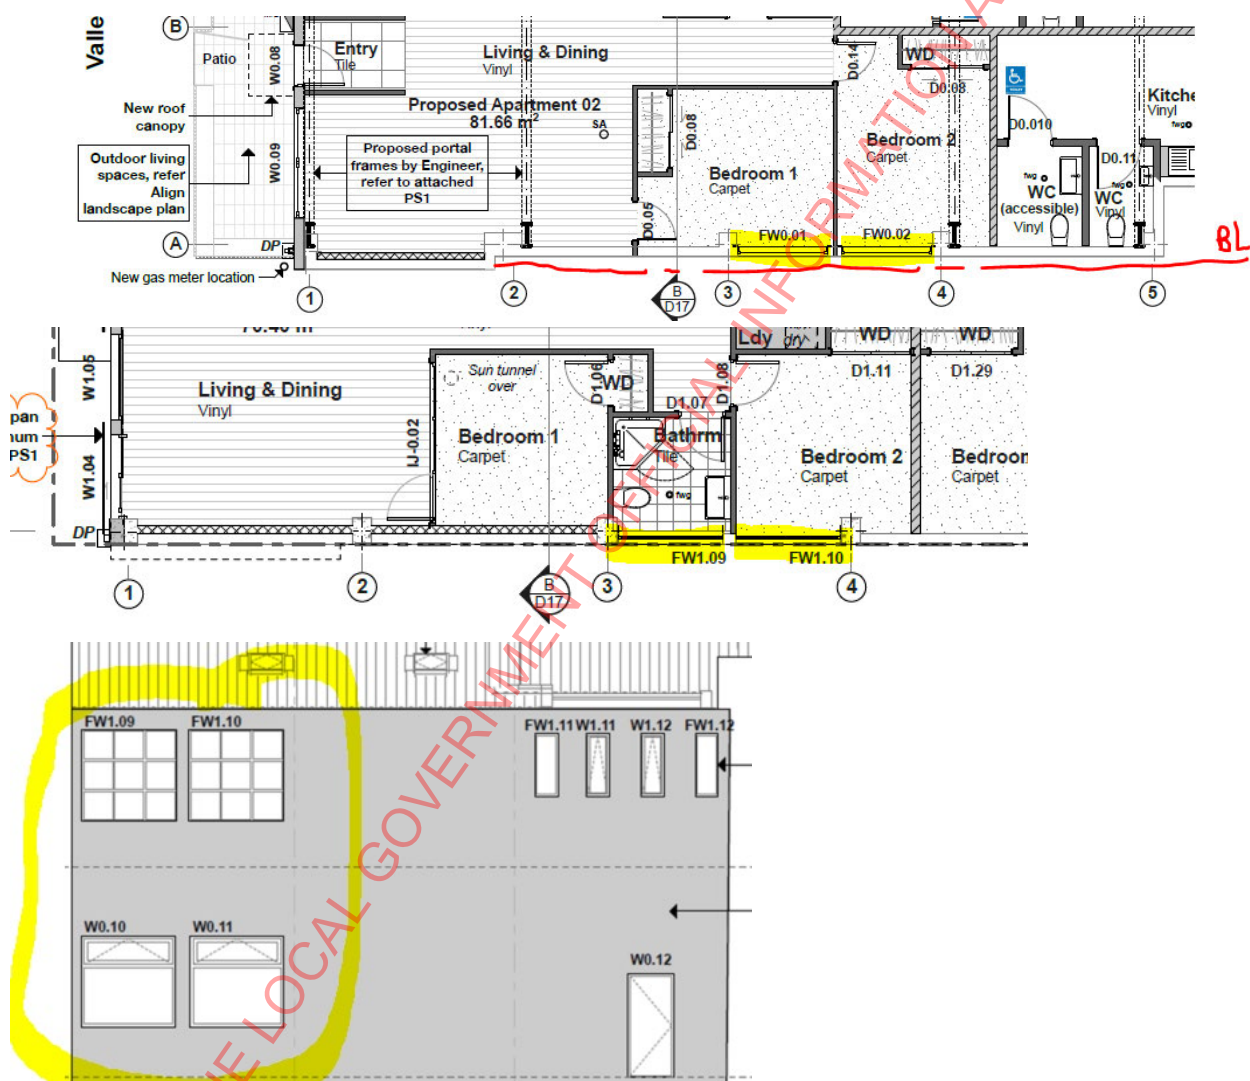 Valle
B
Patio
W0.08
Entry
Tile
Living & Dining
Vinyl
D0.14
WD
D0.08
New roof
canopy
Proposed Apartment 02
81.66 m²
SA
D0.08
Kitche
Vinyl
fwg
D0.010
Outdoor living
spaces, refer
Align
landscape plan
W0.09
Proposed portal
frames by Engineer,
refer to attached
PS1
Bedroom 1
Carpet
Bedroom 2
Carpet
D0.11
fwg
fwg
WC
(accessible)
Vinyl
WC
Vinyl
D0.05
A
DP
FW0.01
FW0.02
BL
New gas meter location
1
2
B
D17
3
4
5
W1.05
Living & Dining
Vinyl
Sun tunnel
over
D1.06
WD
Ldy
dry
WD
WD
D1.08
D1.11
D1.29
D1.07
pan
num
PS1
IJ-0.02
Bedroom 1
Carpet
Bathrm
Tile
Bedroom 2
Carpet
Bedroon
Carpet
W1.04
fwg
DP
FW1.09
FW1.10
1
2
B
D17
3
4
FW1.09
FW1.10
FW1.11
W1.11
W1.12
FW1.12
W0.10
W0.11
W0.12
HE LOCAL GOVERNMENT OFFICIAL INFORMATION A